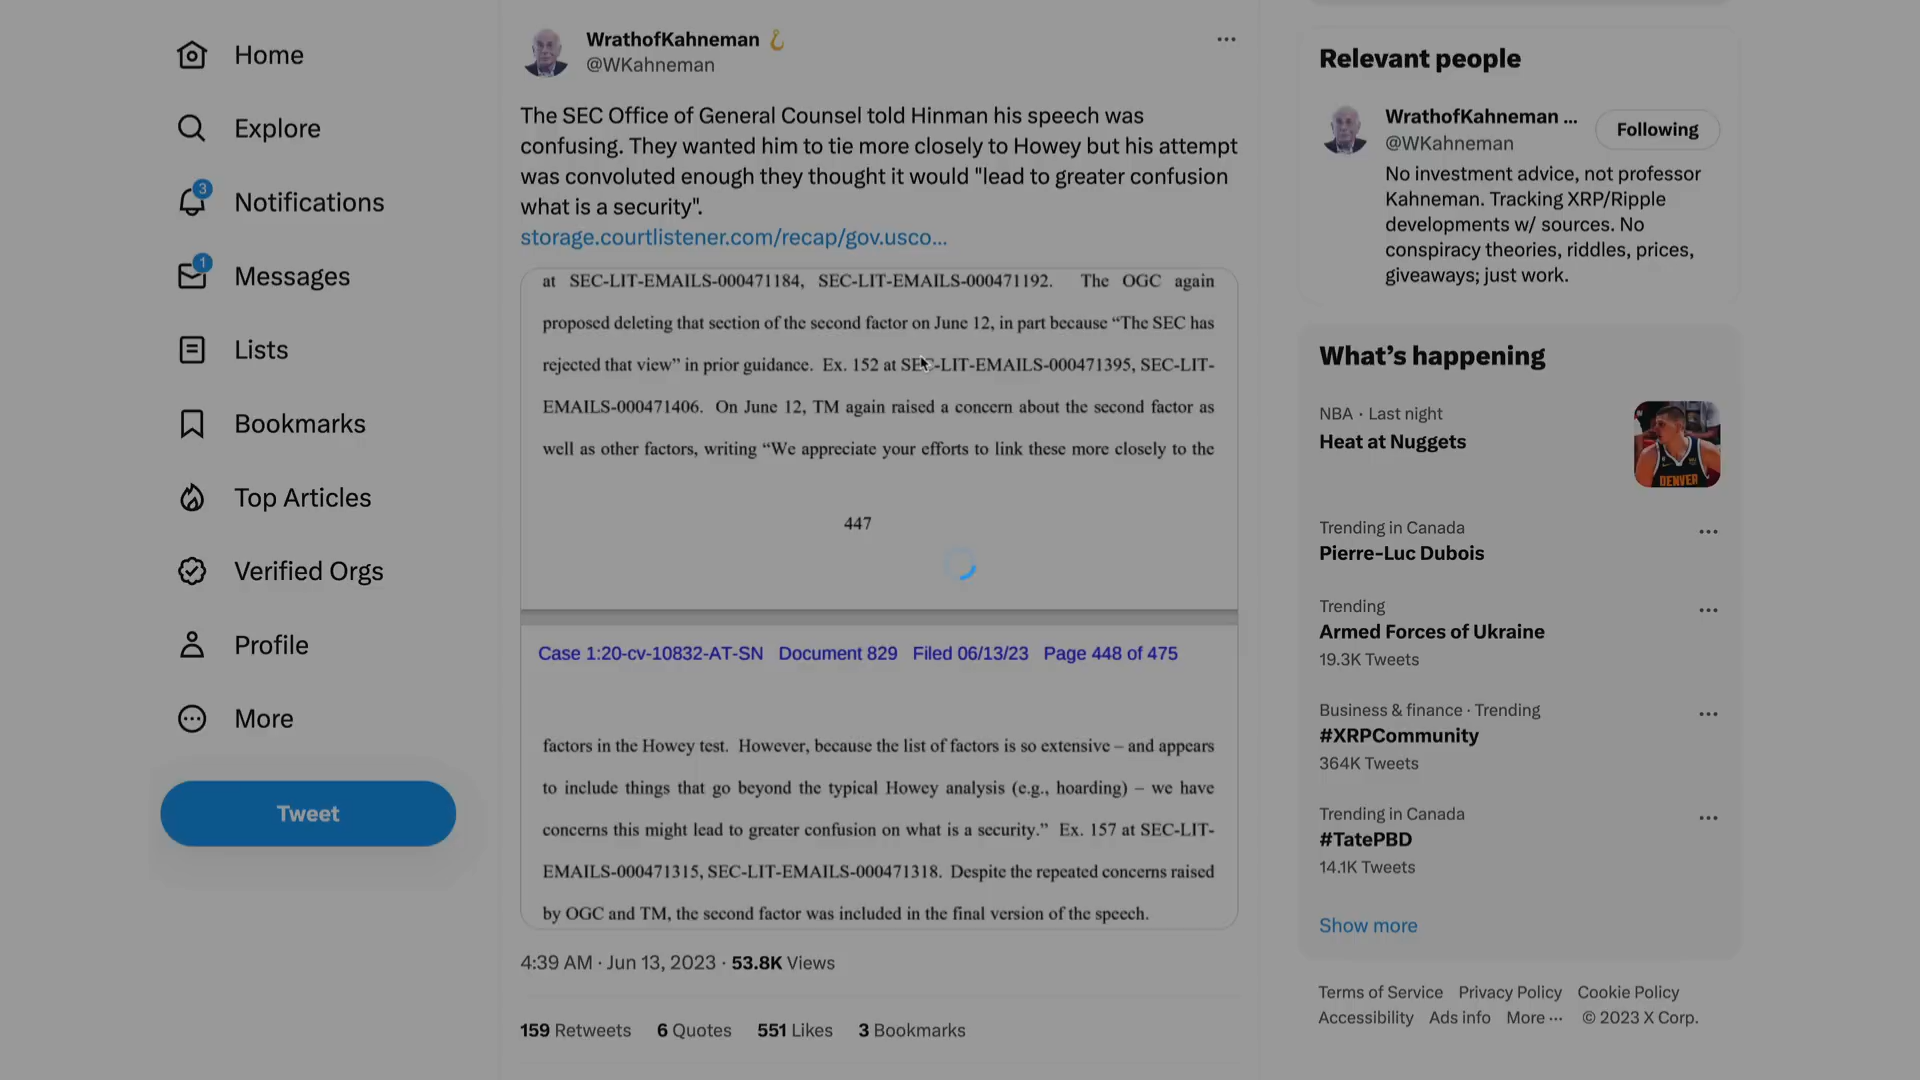 Home
Explore
3
Notifications
1
Messages
Lists
Bookmarks
Top Articles
Verified Orgs
Profile
More
Tweet
WrathofKahneman
@WKahneman
The SEC Office of General Counsel told Hinman his speech was
confusing. They wanted him to tie more closely to Howey but his attempt
was convoluted enough they thought it would "lead to greater confusion
what is a security".
storage.courtlistener.com/recap/gov.usco...
at SEC-LIT-EMAILS-000471184, SEC-LIT-EMAILS-000471192. The OGC again
proposed deleting that section of the second factor on June 12, in part because “The SEC has
rejected that view” in prior guidance. Ex. 152 at SEC-LIT-EMAILS-000471395, SEC-LIT-
EMAILS-000471406. On June 12, TM again raised a concern about the second factor as
well as other factors, writing “We appreciate your efforts to link these more closely to the
447
Case 1:20-cv-10832-AT-SN Document 829 Filed 06/13/23 Page 448 of 475
factors in the Howey test. However, because the list of factors is so extensive – and appears
to include things that go beyond the typical Howey analysis (e.g., hoarding) – we have
concerns this might lead to greater confusion on what is a security.” Ex. 157 at SEC-LIT-
EMAILS-000471315, SEC-LIT-EMAILS-000471318. Despite the repeated concerns raised
by OGC and TM, the second factor was included in the final version of the speech.
4:39 AM · Jun 13, 2023 · 53.8K Views
159 Retweets 6 Quotes 551 Likes 3 Bookmarks
Relevant people
WrathofKahneman ...
@WKahneman
Following
No investment advice, not professor
Kahneman. Tracking XRP/Ripple
developments w/ sources. No
conspiracy theories, riddles, prices,
giveaways; just work.
What’s happening
NBA · Last night
Heat at Nuggets
DENVER
Trending in Canada
Pierre-Luc Dubois
Trending
Armed Forces of Ukraine
19.3K Tweets
Business & finance · Trending
#XRPCommunity
364K Tweets
Trending in Canada
#TatePBD
14.1K Tweets
Show more
Terms of Service Privacy Policy Cookie Policy
Accessibility Ads info More ··· © 2023 X Corp.